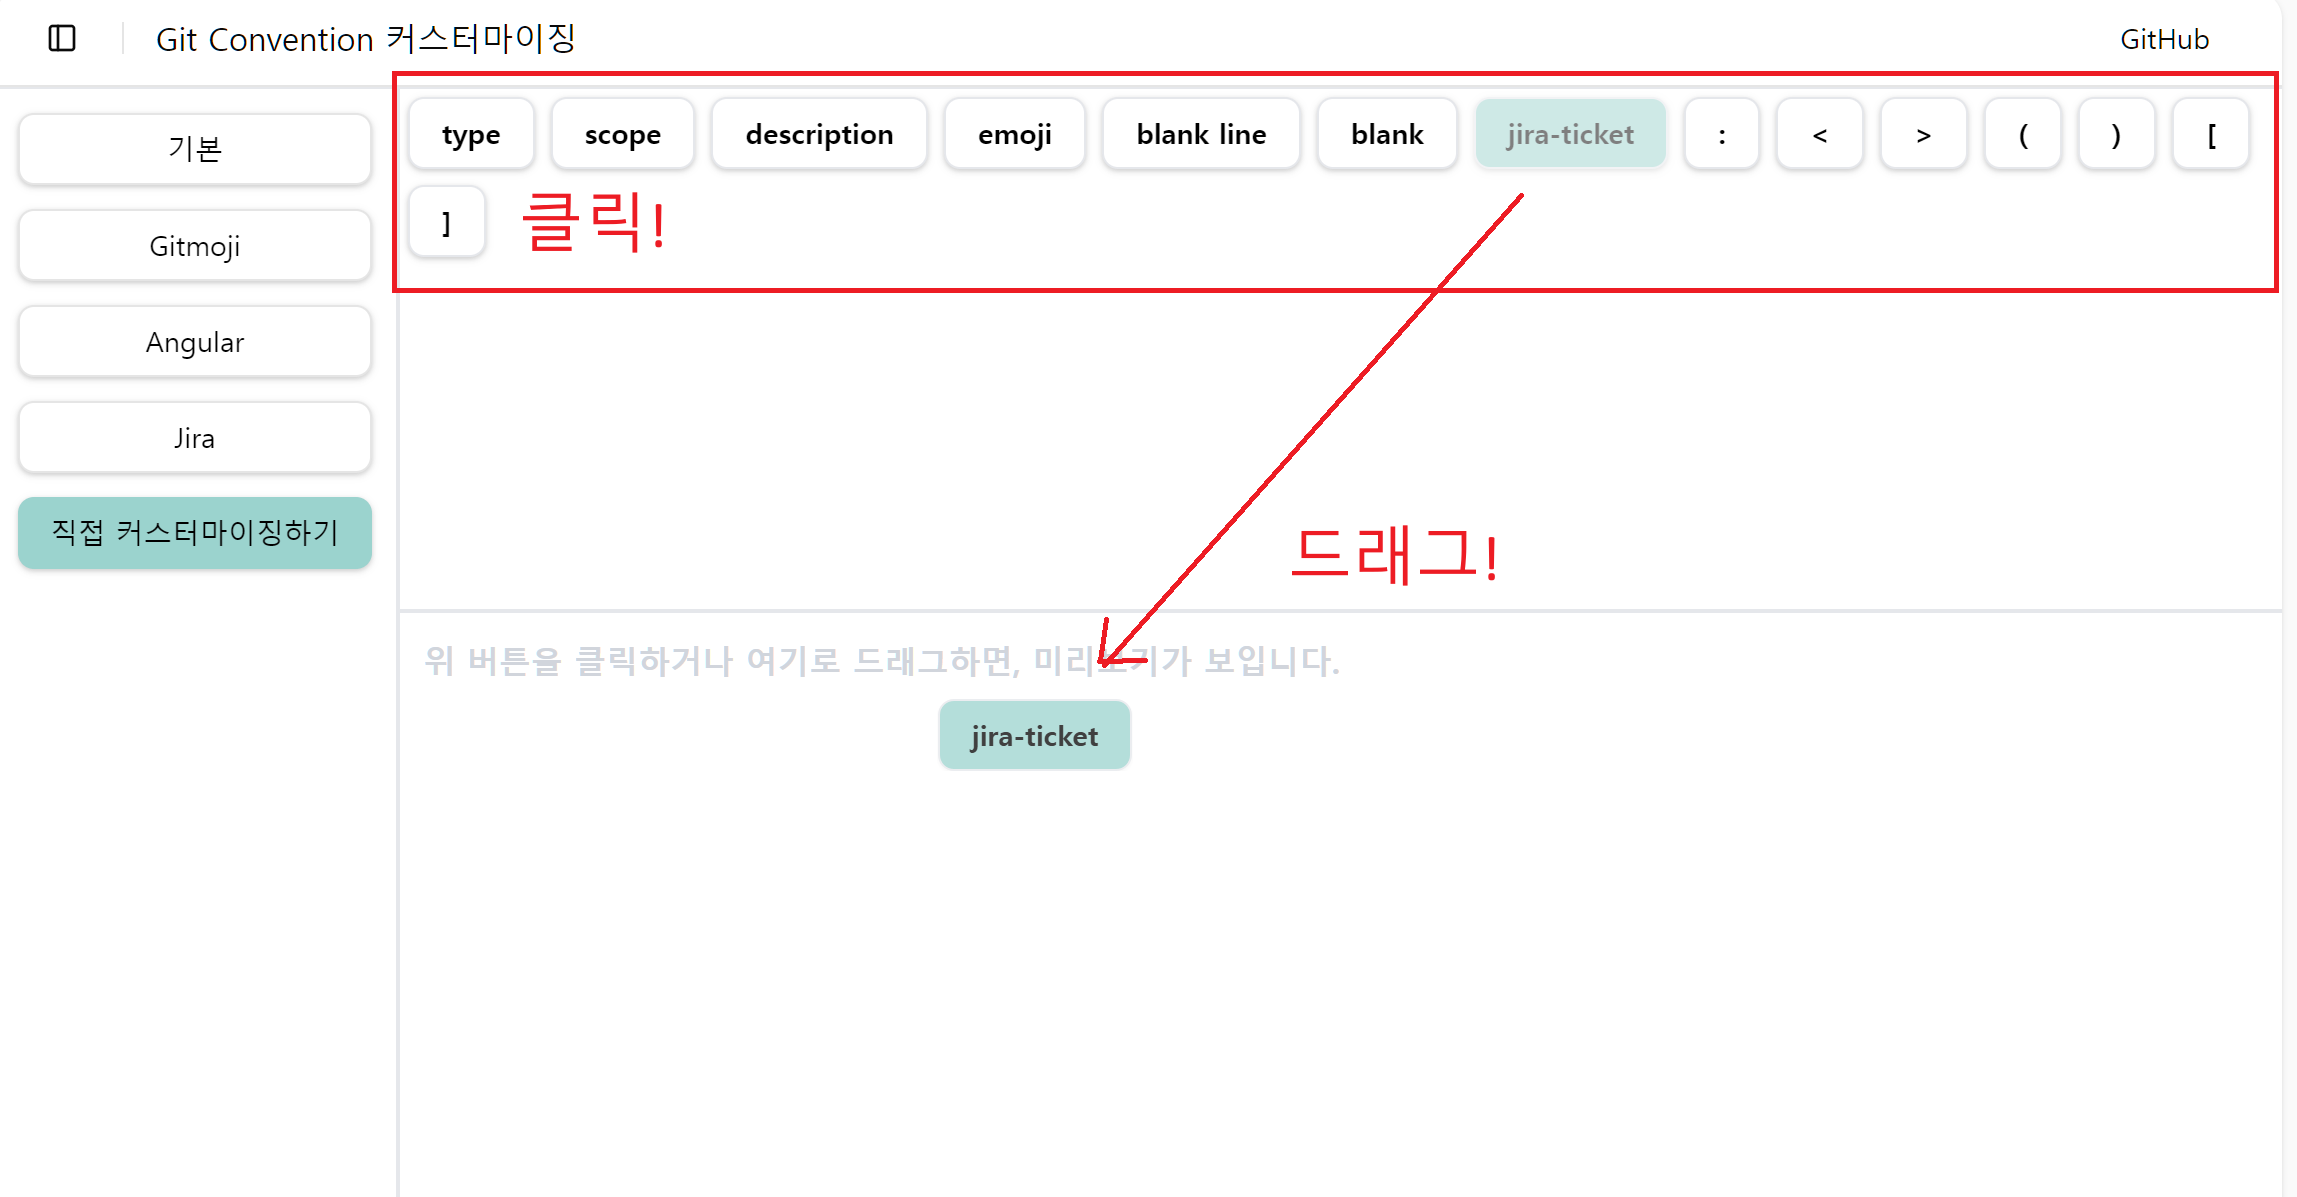 Git Convention 커스터마이징
GitHub
기본
Gitmoji
Angular
Jira
직접 커스터마이징하기
type scope description emoji blank line blank jira-ticket : < > ( ) [
] 클릭!
드래그!
위 버튼을 클릭하거나 여기로 드래그하면, 미리보기가 보입니다.
jira-ticket